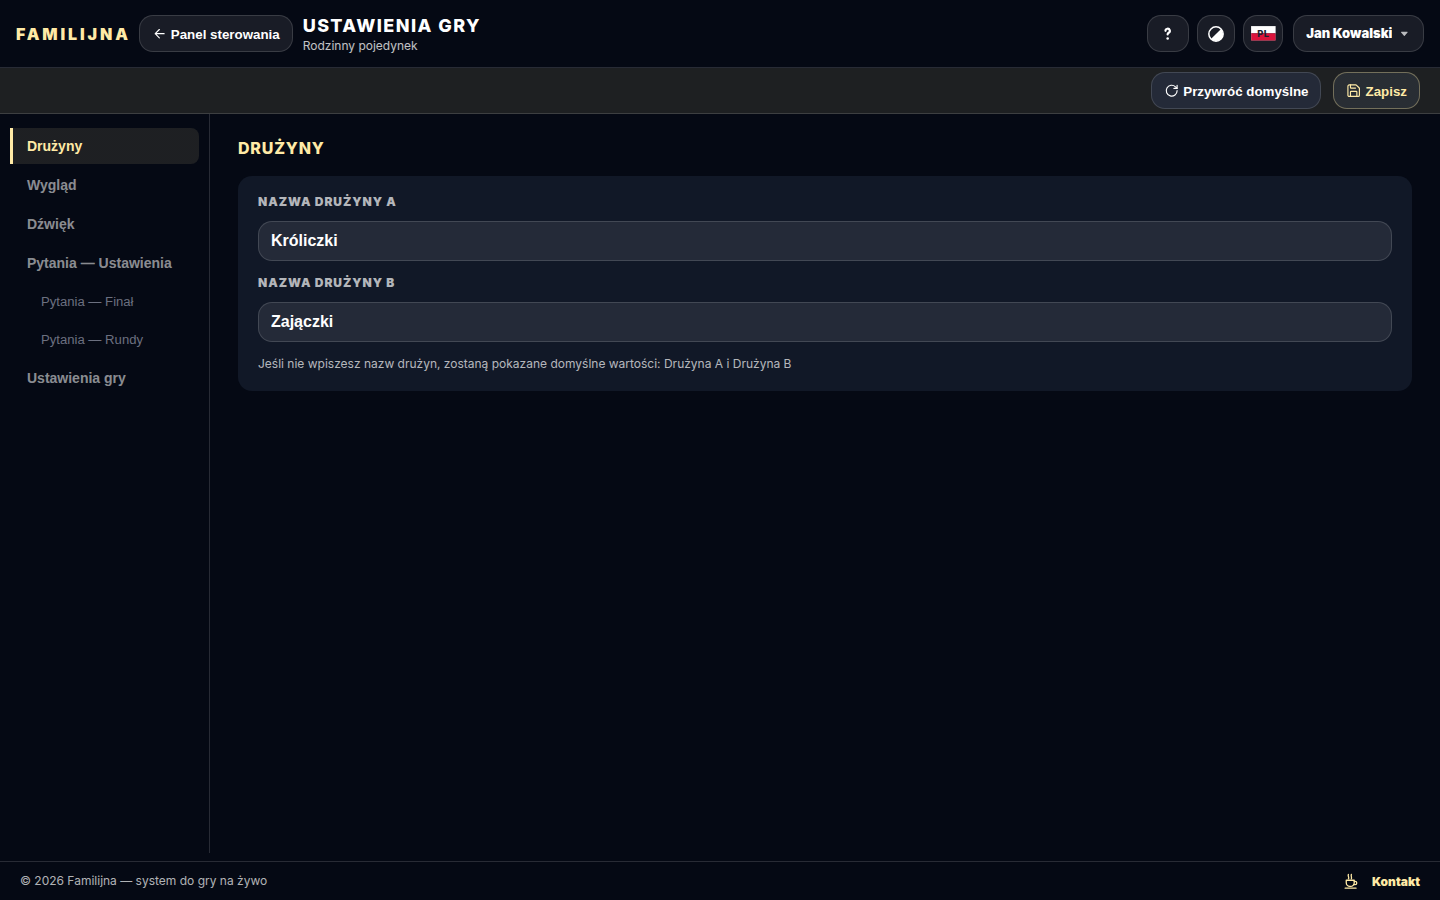 FAMILIJNA
← Panel sterowania
USTAWIENIA GRY
Rodzinny pojedynek
?
PL
Jan Kowalski
Przywróć domyślne
Zapisz
Drużyny
Wygląd
Dźwięk
Pytania — Ustawienia
Pytania — Finał
Pytania — Rundy
Ustawienia gry
DRUŻYNY
NAZWA DRUŻYNY A
Króliczki
NAZWA DRUŻYNY B
Zajączki
Jeśli nie wpiszesz nazw drużyn, zostaną pokazane domyślne wartości: Drużyna A i Drużyna B
© 2026 Familijna — system do gry na żywo
Kontakt